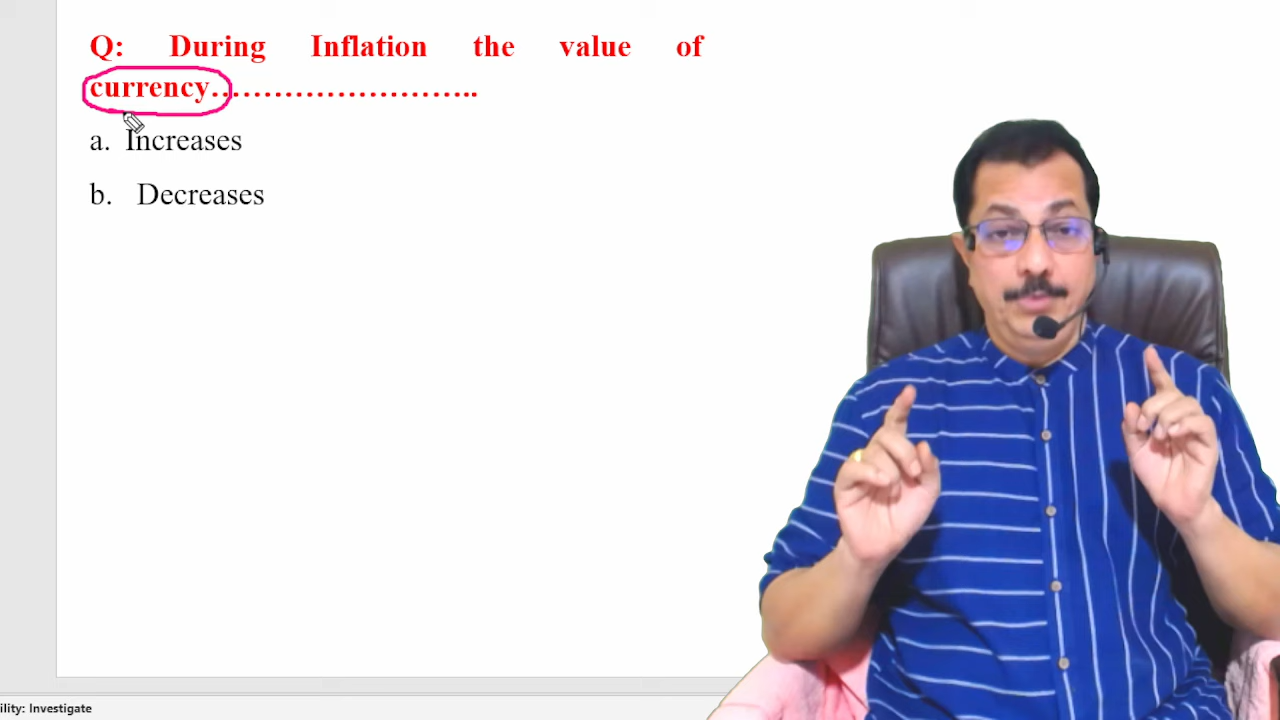 Q: During Inflation the value of
currency……………………..
a. Increases
b. Decreases
ility: Investigate